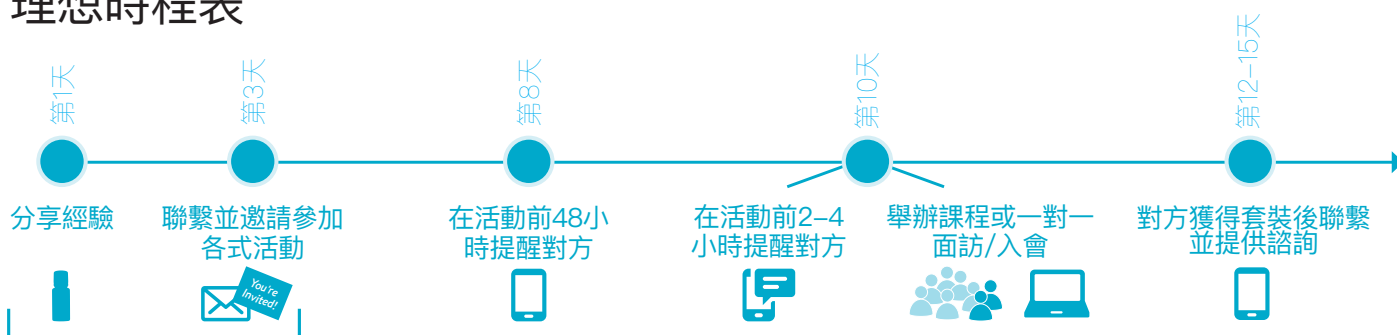 理想時程表
第1天
第3天
第8天
第10天
第12–15天
分享經驗
聯繫並邀請參加
各式活動
在活動前48小
時提醒對方
在活動前2–4
小時提醒對方
舉辦課程或一對一
面訪/入會
對方獲得套裝後聯繫
並提供諮詢
You're
Invited!